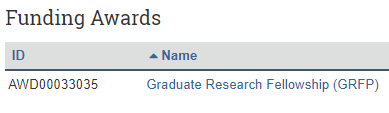 Funding Awards
ID Name
AWD00033035 Graduate Research Fellowship (GRFP)